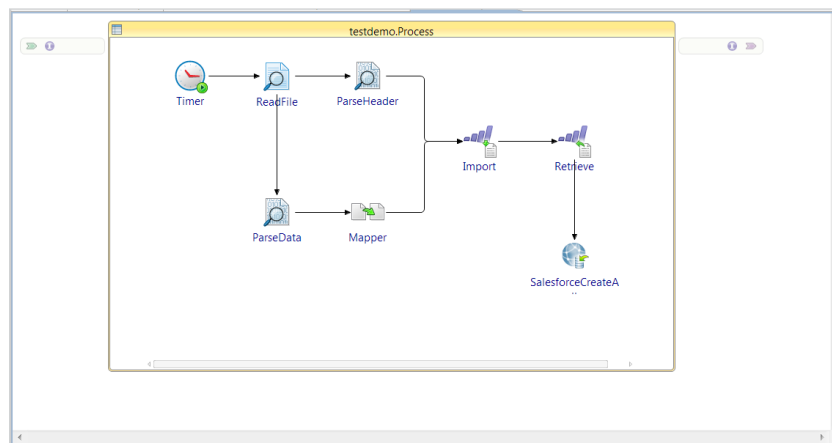 testdemo.Process
Timer
ReadFile
ParseHeader
Import
Retrieve
ParseData
Mapper
SalesforceCreateA
..